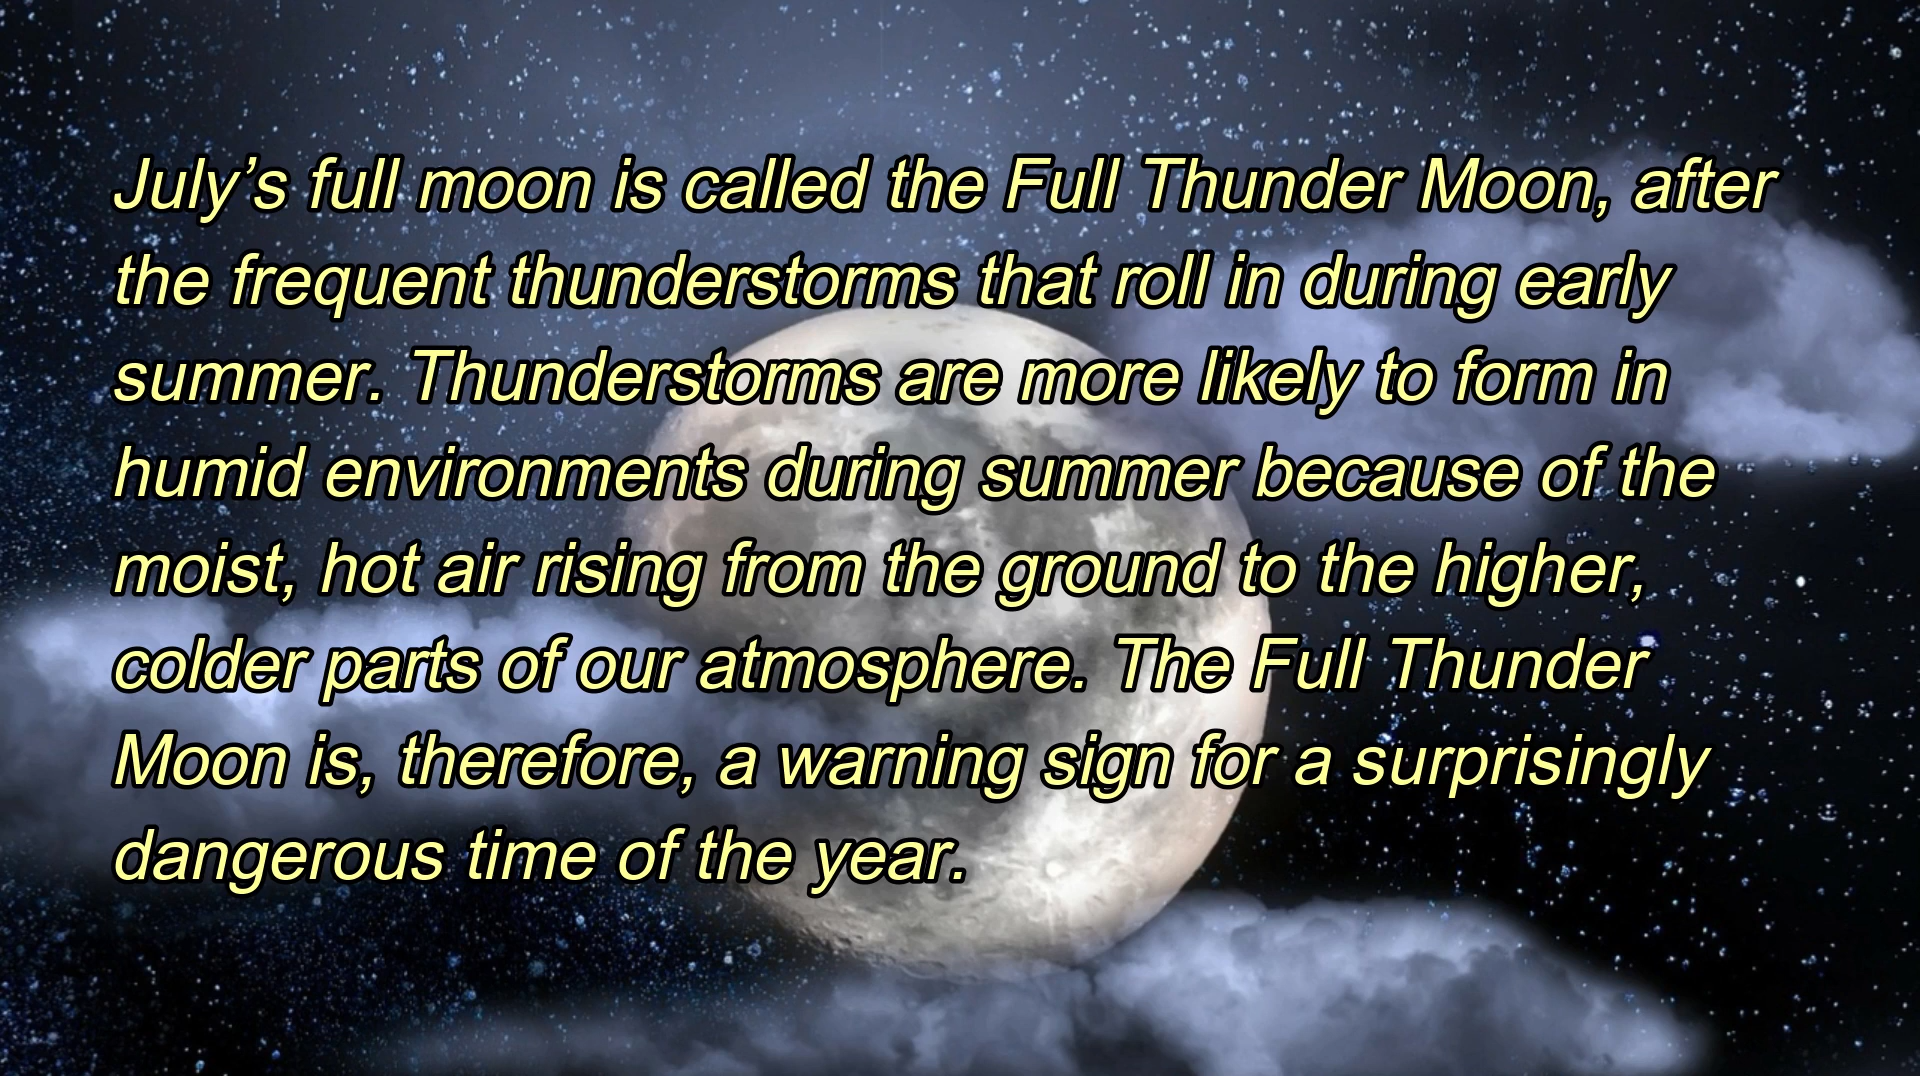 July’s full moon is called the Full Thunder Moon, after
the frequent thunderstorms that roll in during early
summer. Thunderstorms are more likely to form in
humid environments during summer because of the
moist, hot air rising from the ground to the higher,
colder parts of our atmosphere. The Full Thunder
Moon is, therefore, a warning sign for a surprisingly
dangerous time of the year.